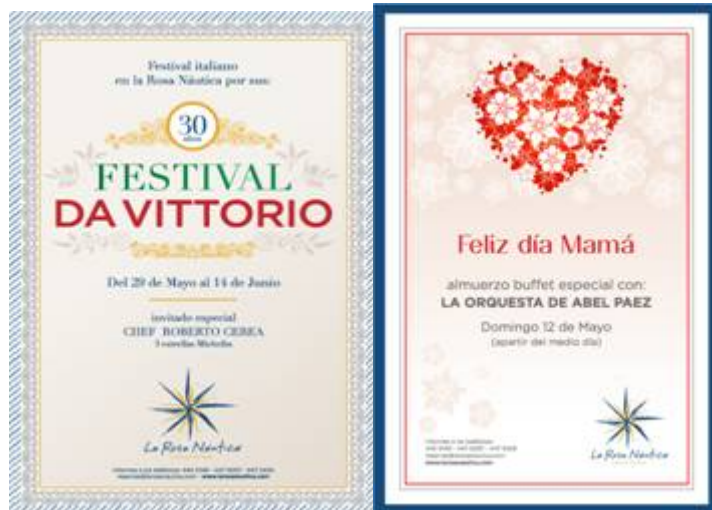 Festival italiano
en la Rosa Náutica por sus:
30
años
FESTIVAL
DA VITTORIO
Del 29 de Mayo al 14 de Junio
invitado especial
CHEF ROBERTO CEREA
3 estrellas Michelin
La Rosa Náutica
Feliz día Mamá
almuerzo buffet especial con:
LA ORQUESTA DE ABEL PAEZ
Domingo 12 de Mayo
(apartir del medio día)
La Rosa Náutica